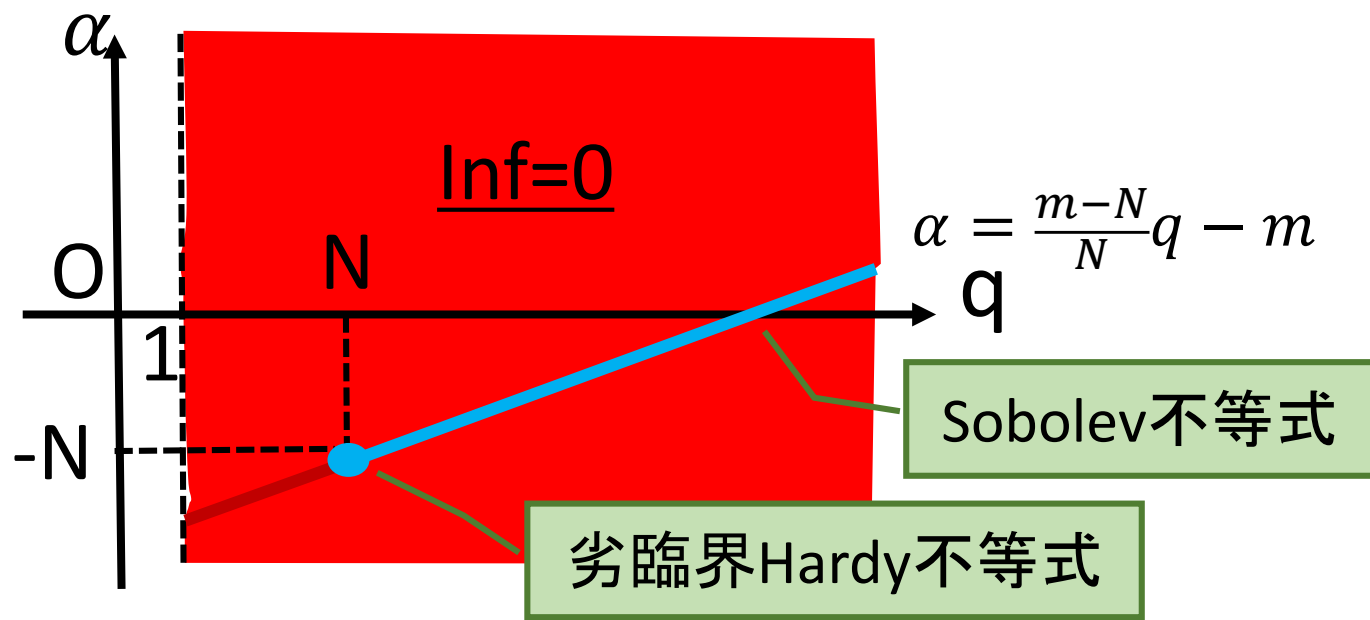 α
Inf=0
N
O
α = \frac{m-N}{N}q - m
q
1
Sobolev不等式
-N
劣臨界Hardy不等式